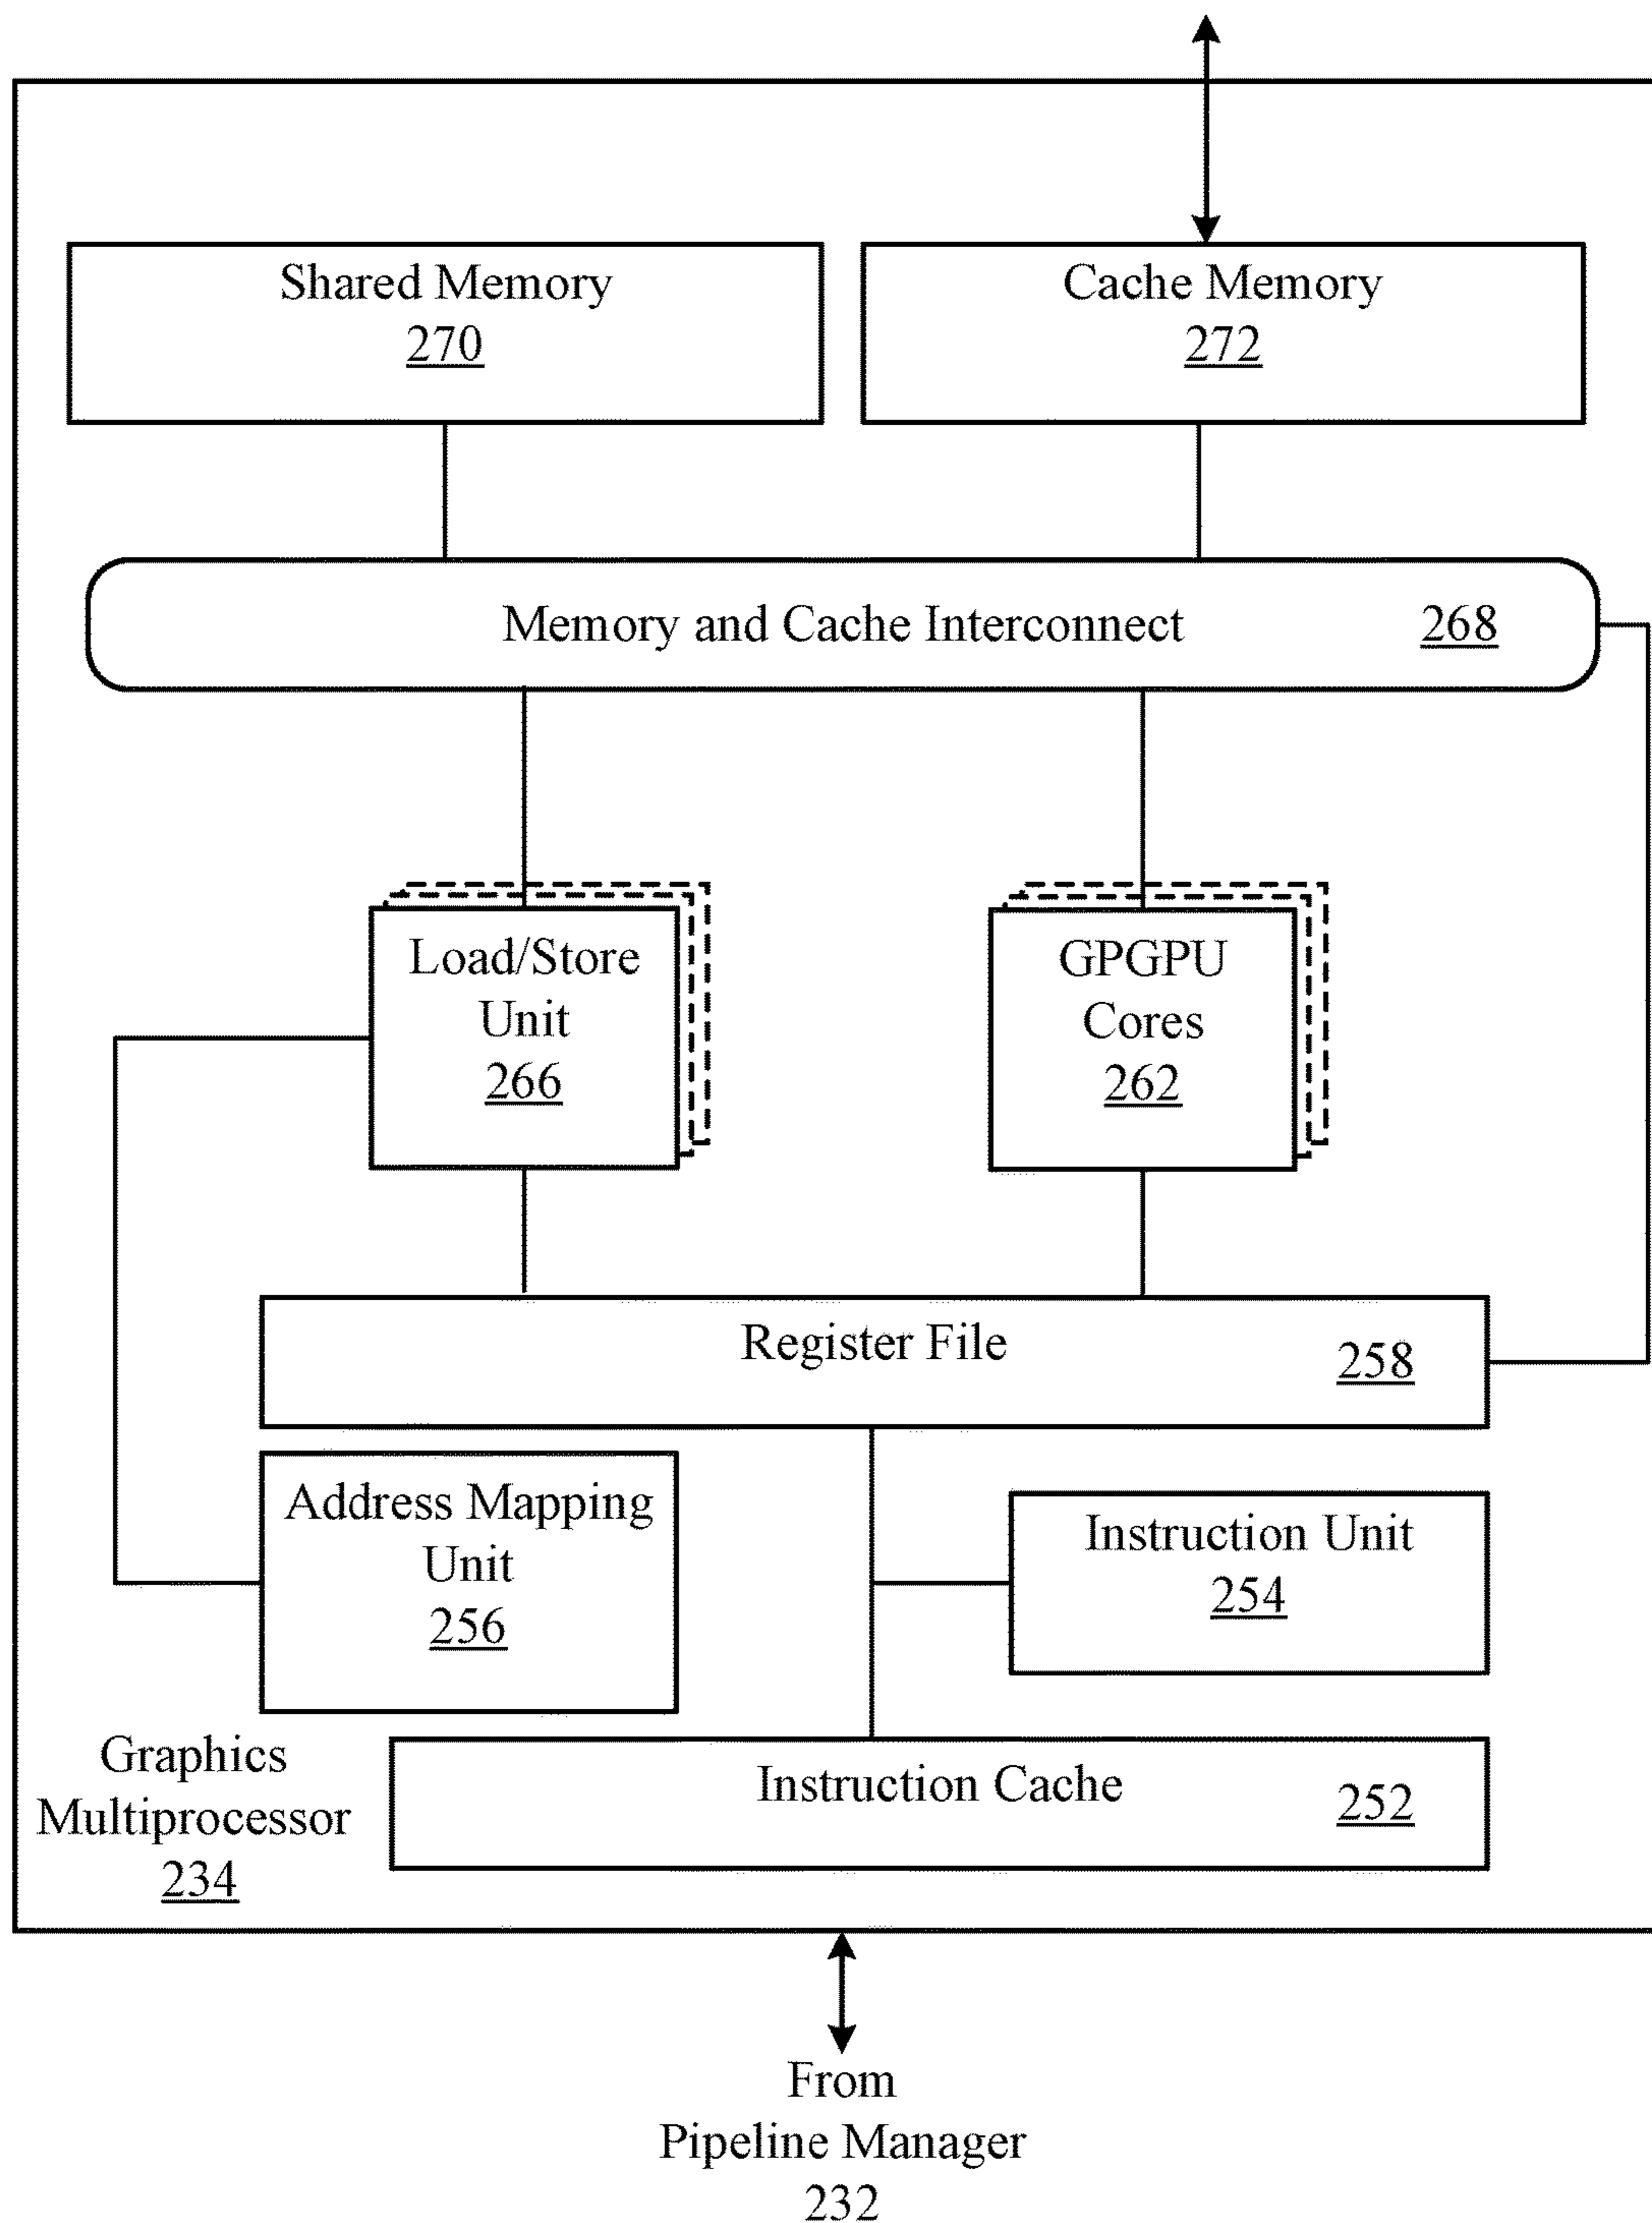 Shared Memory
270
Cache Memory
272
Memory and Cache Interconnect 268
Load/Store
Unit
266
GPGPU
Cores
262
Register File 258
Address Mapping
Unit
256
Instruction Unit
254
Graphics
Multiprocessor
234
Instruction Cache 252
From
Pipeline Manager
232